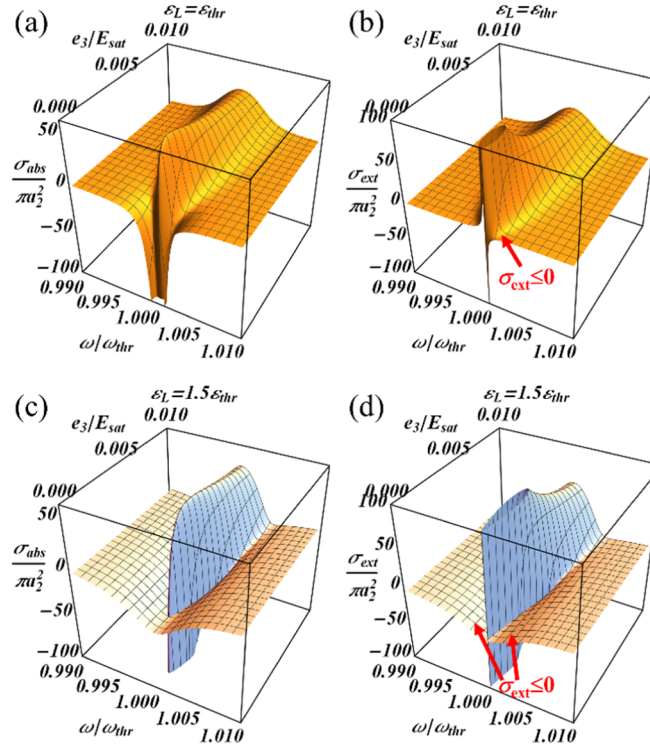 (a)
ε_L=ε_thr
e_3/E_sat
0.010
0.005
0.000
50
0
−50
−100
σ_abs
πa_2^2
0.990
0.995
1.000
1.005
1.010
ω/ω_thr
(b)
ε_L=ε_thr
e_3/E_sat
0.010
0.005
0.000
100
50
0
−50
−100
σ_ext
πa_2^2
σ_ext≤0
0.990
0.995
1.000
1.005
1.010
ω/ω_thr
(c)
ε_L=1.5ε_thr
e_3/E_sat
0.010
0.005
0.000
50
0
−50
−100
σ_abs
πa_2^2
0.990
0.995
1.000
1.005
1.010
ω/ω_thr
(d)
ε_L=1.5ε_thr
e_3/E_sat
0.010
0.005
0.000
100
50
0
−50
−100
σ_ext
πa_2^2
σ_ext≤0
0.990
0.995
1.000
1.005
1.010
ω/ω_thr